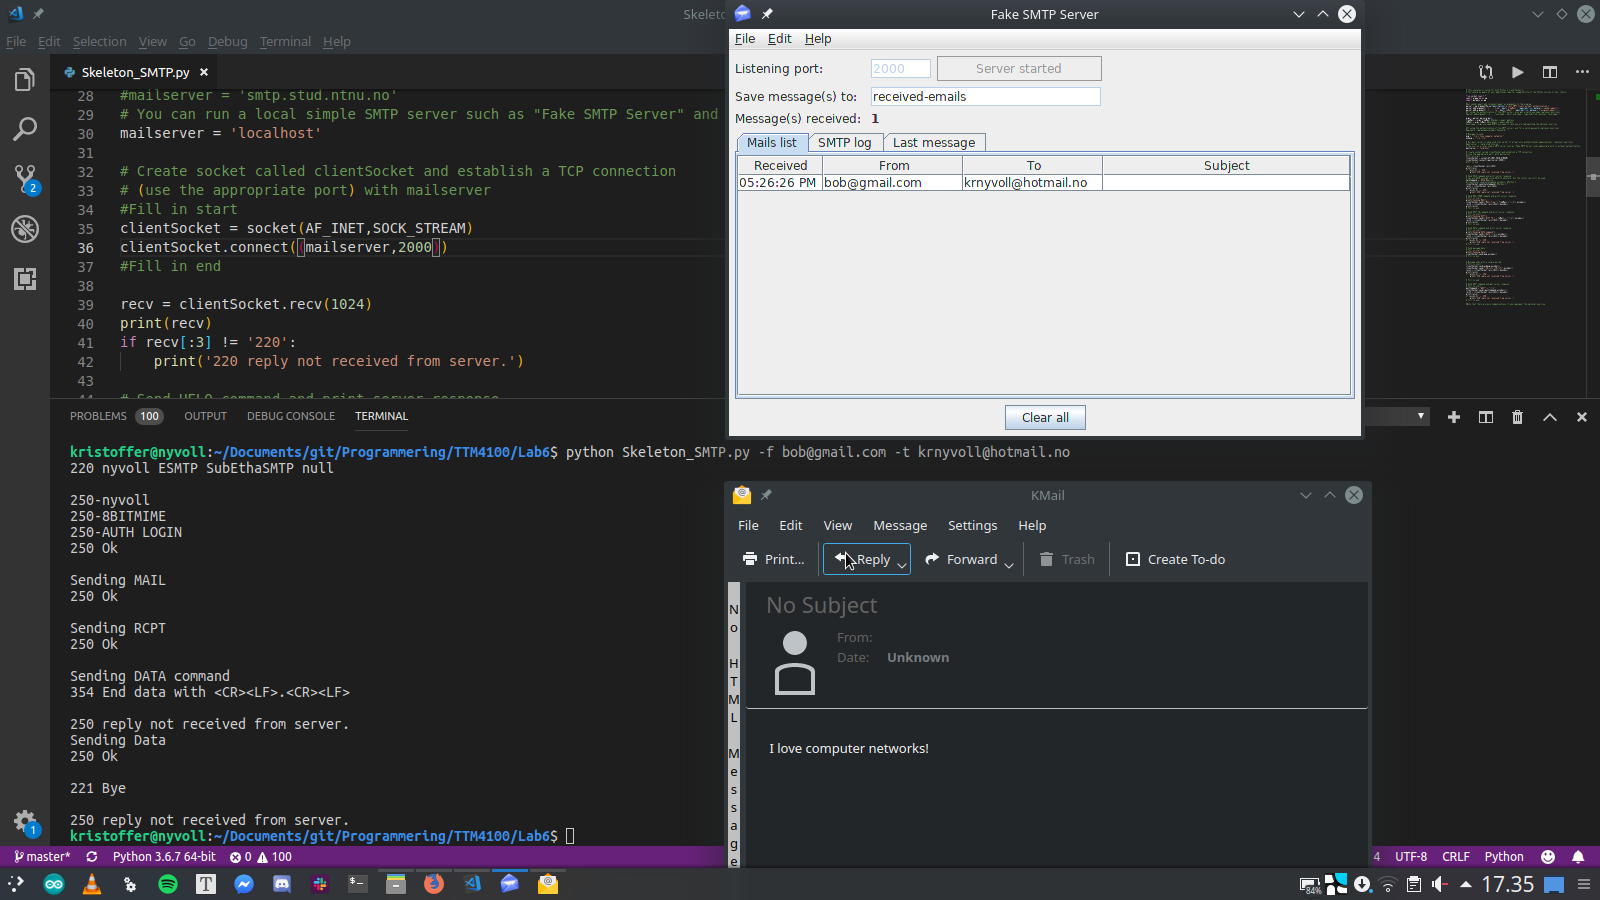 Skeleto
File Edit Selection View Go Debug Terminal Help
Skeleton_SMTP.py
28 #mailserver = 'smtp.stud.ntnu.no'
29 # You can run a local simple SMTP server such as "Fake SMTP Server" and
30 mailserver = 'localhost'
31
32 # Create socket called clientSocket and establish a TCP connection
33 # (use the appropriate port) with mailserver
34 #Fill in start
35 clientSocket = socket(AF_INET,SOCK_STREAM)
36 clientSocket.connect((mailserver,2000))
37 #Fill in end
38
39 recv = clientSocket.recv(1024)
40 print(recv)
41 if recv[:3] != '220':
42 print('220 reply not received from server.')
43
44 # Send HELO command and print server response
PROBLEMS 100 OUTPUT DEBUG CONSOLE TERMINAL
kristoffer@nyvoll:~/Documents/git/Programmering/TTM4100/Lab6$ python Skeleton_SMTP.py -f bob@gmail.com -t krnyvoll@hotmail.no
220 nyvoll ESMTP SubEthaSMTP null
250-nyvoll
250-8BITMIME
250-AUTH LOGIN
250 Ok
Sending MAIL
250 Ok
Sending RCPT
250 Ok
Sending DATA command
354 End data with <CR><LF>.<CR><LF>
250 reply not received from server.
Sending Data
250 Ok
221 Bye
250 reply not received from server.
kristoffer@nyvoll:~/Documents/git/Programmering/TTM4100/Lab6$
Fake SMTP Server
File Edit Help
Listening port: 2000 Server started
Save message(s) to: received-emails
Message(s) received: 1
Mails list SMTP log Last message
Received From To Subject
05:26:26 PM bob@gmail.com krnyvoll@hotmail.no
Clear all
KMail
File Edit View Message Settings Help
Print... Reply Forward Trash Create To-do
No HTML Message
No Subject
From:
Date: Unknown
I love computer networks!
2
1
master* Python 3.6.7 64-bit 0 100 4 UTF-8 CRLF Python
T
84% 17.35